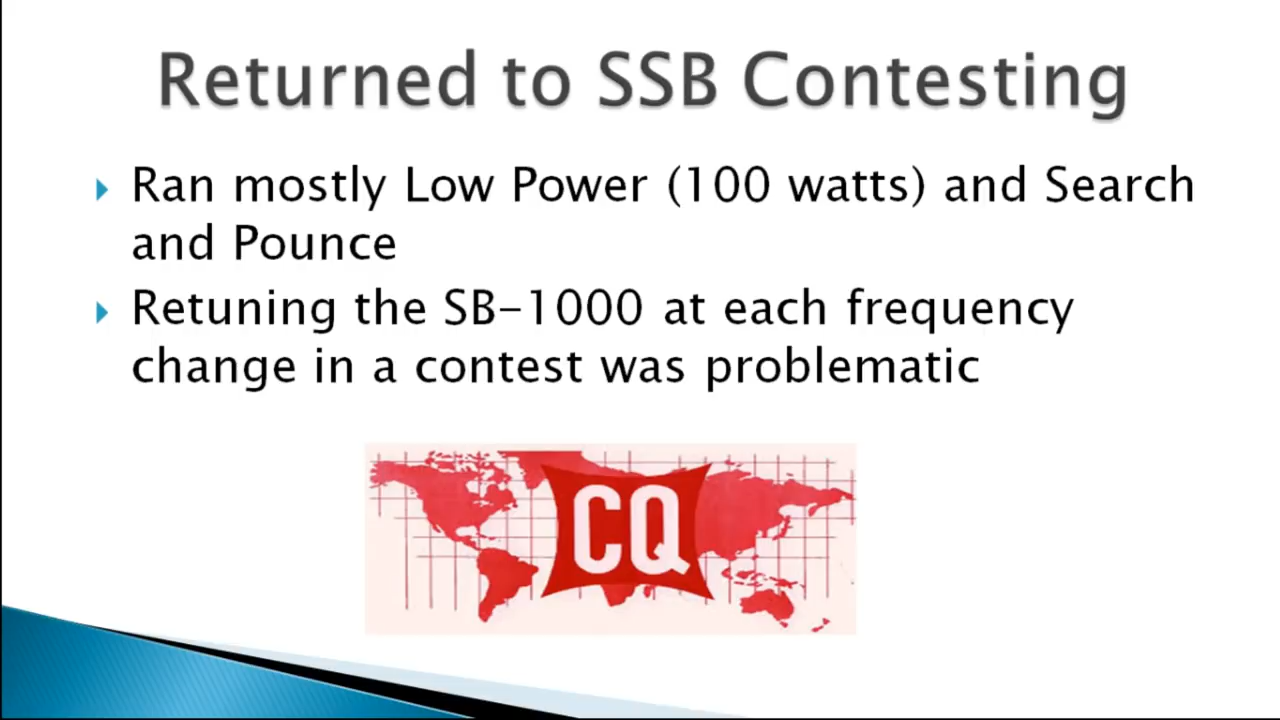 Returned to SSB Contesting
Ran mostly Low Power (100 watts) and Search
and Pounce
Retuning the SB-1000 at each frequency
change in a contest was problematic
CQ